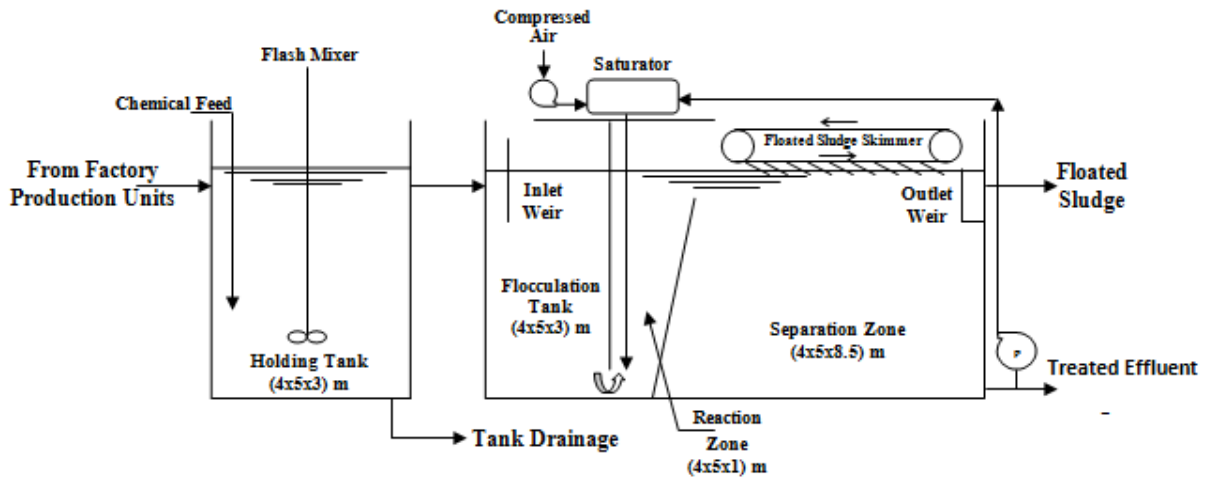 Compressed
Air
Flash Mixer
Saturator
Chemical Feed
Floated Sludge Skimmer
From Factory
Production Units
Inlet
Weir
Outlet
Weir
Floated
Sludge
Flocculation
Tank
(4x5x3) m
Separation Zone
(4x5x8.5) m
Holding Tank
(4x5x3) m
P
Treated Effluent
Tank Drainage
Reaction
Zone
(4x5x1) m